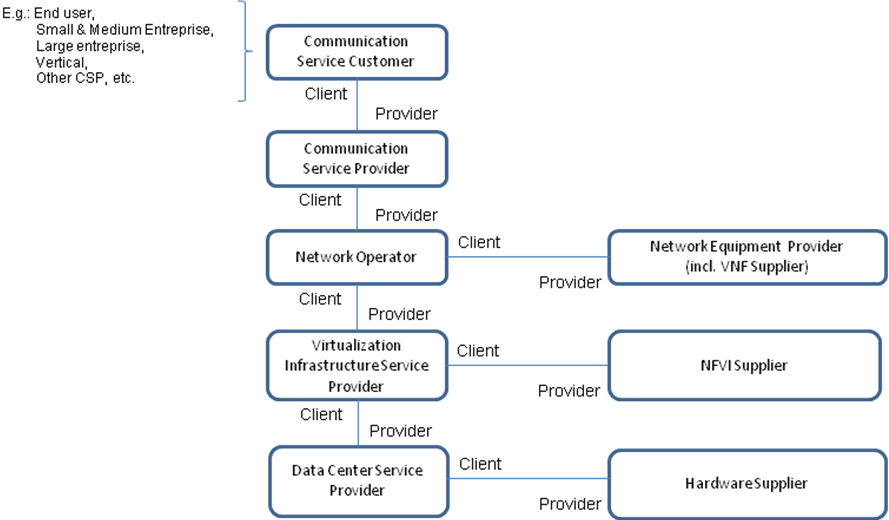 E.g.: End user,
Small & Medium Entreprise,
Large entreprise,
Vertical,
Other CSP, etc.
Communication
Service Customer
Client
Provider
Communication
Service Provider
Client
Provider
Network Operator
Client
Provider
Network Equipment Provider
(incl. VNF Supplier)
Client
Provider
Virtualization
Infrastructure Service
Provider
Client
Provider
NFVI Supplier
Client
Provider
Data Center Service
Provider
Client
Provider
Hardware Supplier